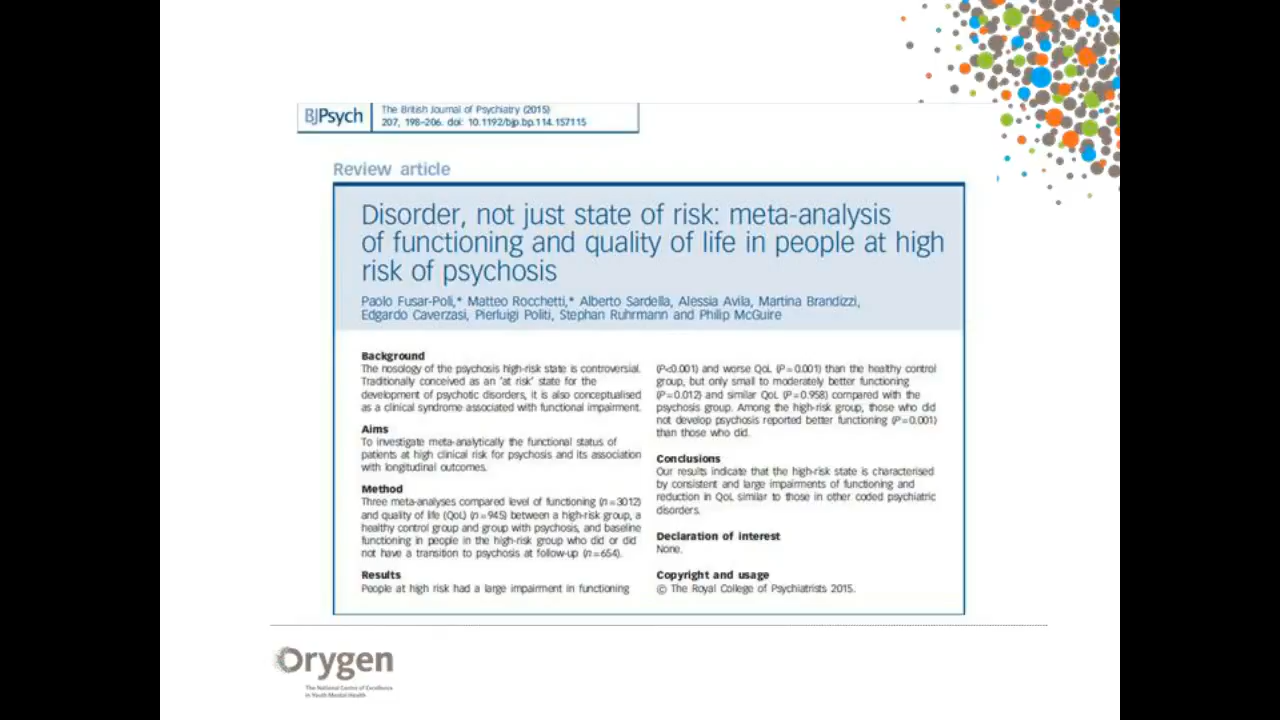 BJPsych
The British Journal of Psychiatry (2015)
207, 198–206. doi: 10.1192/bjp.bp.114.157115
Review article
Disorder, not just state of risk: meta-analysis
of functioning and quality of life in people at high
risk of psychosis
Paolo Fusar-Poli,* Matteo Rocchetti,* Alberto Sardella, Alessia Avila, Martina Brandizzi,
Edgardo Caverzasi, Pierluigi Politi, Stephan Ruhrmann and Philip McGuire
Background
The nosology of the psychosis high-risk state is controversial.
Traditionally conceived as an 'at risk' state for the
development of psychotic disorders, it is also conceptualised
as a clinical syndrome associated with functional impairment.
Aims
To investigate meta-analytically the functional status of
patients at high clinical risk for psychosis and its association
with longitudinal outcomes.
Method
Three meta-analyses compared level of functioning (n=3012)
and quality of life (QoL) (n=945) between a high-risk group, a
healthy control group and group with psychosis, and baseline
functioning in people in the high-risk group who did or did
not have a transition to psychosis at follow-up (n=654).
Results
People at high risk had a large impairment in functioning
(P<0.001) and worse QoL (P=0.001) than the healthy control
group, but only small to moderately better functioning
(P=0.012) and similar QoL (P=0.958) compared with the
psychosis group. Among the high-risk group, those who did
not develop psychosis reported better functioning (P=0.001)
than those who did.
Conclusions
Our results indicate that the high-risk state is characterised
by consistent and large impairments of functioning and
reduction in QoL similar to those in other coded psychiatric
disorders.
Declaration of interest
None.
Copyright and usage
© The Royal College of Psychiatrists 2015.
Orygen
The National Centre of Excellence
in Youth Mental Health